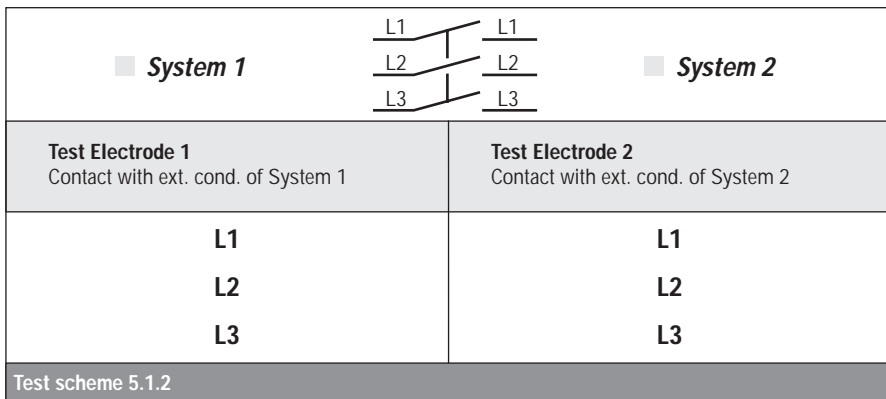 System 1
L1 L1
L2 L2
L3 L3
System 2
Test Electrode 1
Contact with ext. cond. of System 1
Test Electrode 2
Contact with ext. cond. of System 2
L1 L1
L2 L2
L3 L3
Test scheme 5.1.2